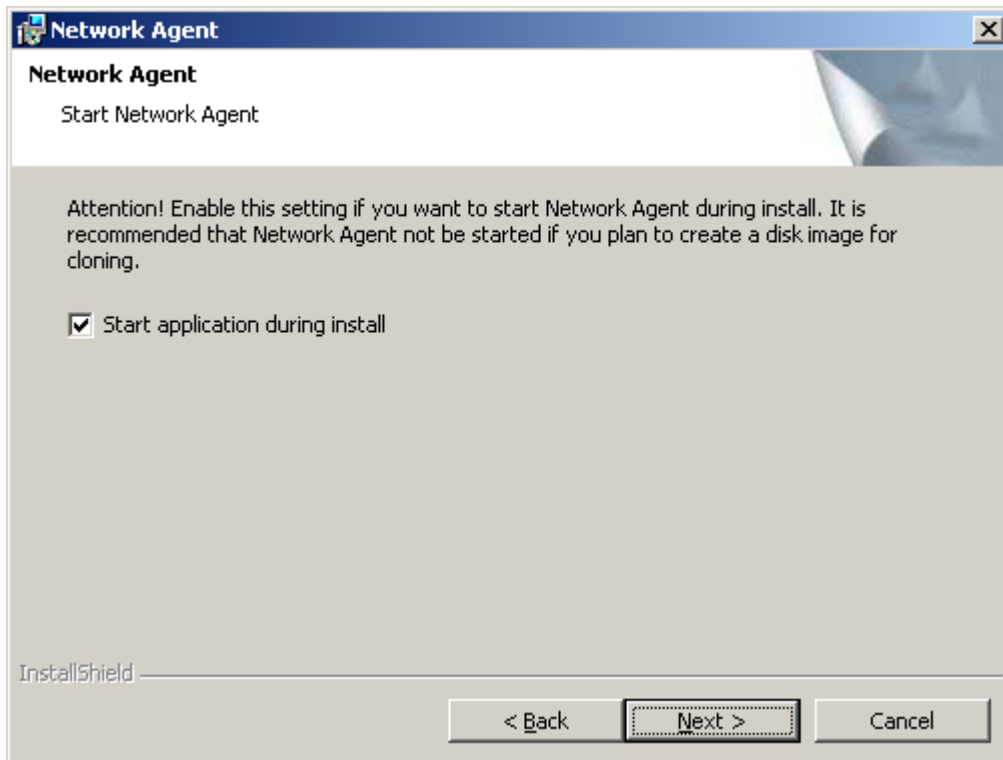 Network Agent
Network Agent
Start Network Agent
Attention! Enable this setting if you want to start Network Agent during install. It is
recommended that Network Agent not be started if you plan to create a disk image for
cloning.
Start application during install
InstallShield
< Back
Next >
Cancel